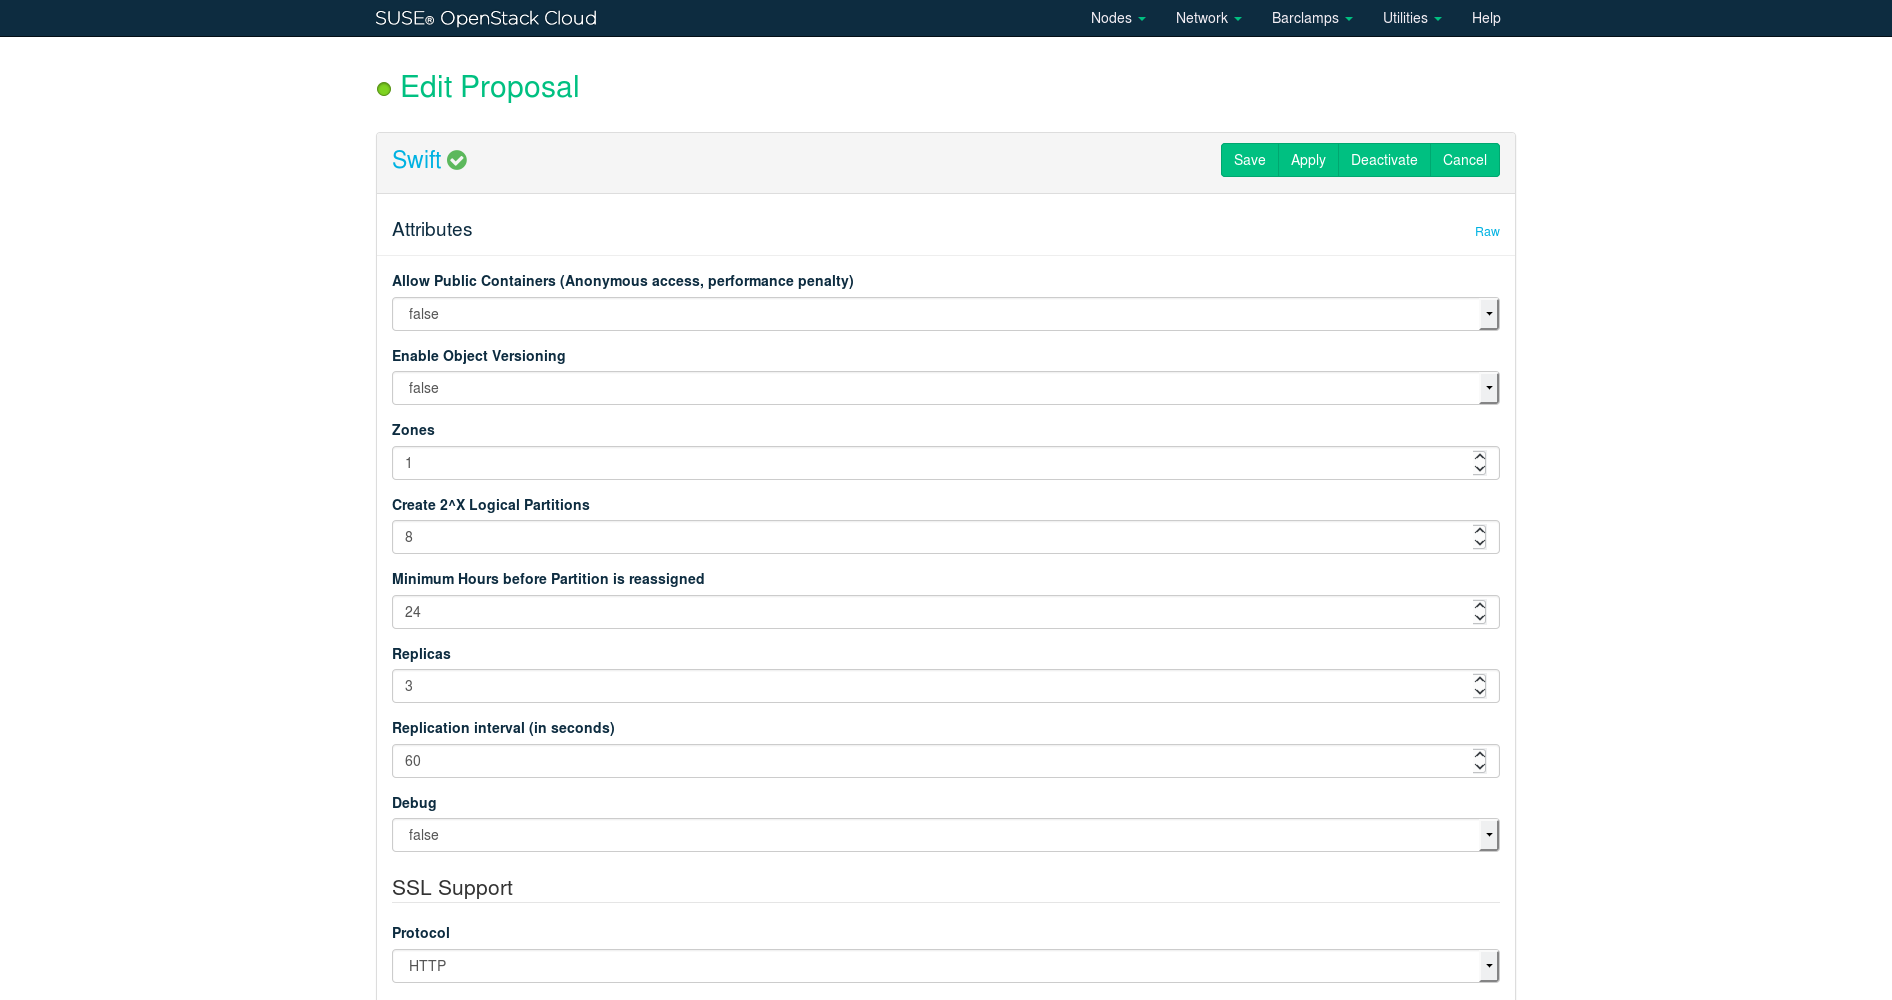 SUSE® OpenStack Cloud Nodes Network Barclamps Utilities Help
Edit Proposal
Swift Save Apply Deactivate Cancel
Attributes Raw
Allow Public Containers (Anonymous access, performance penalty)
false
Enable Object Versioning
false
Zones
1
Create 2^X Logical Partitions
8
Minimum Hours before Partition is reassigned
24
Replicas
3
Replication interval (in seconds)
60
Debug
false
SSL Support
Protocol
HTTP